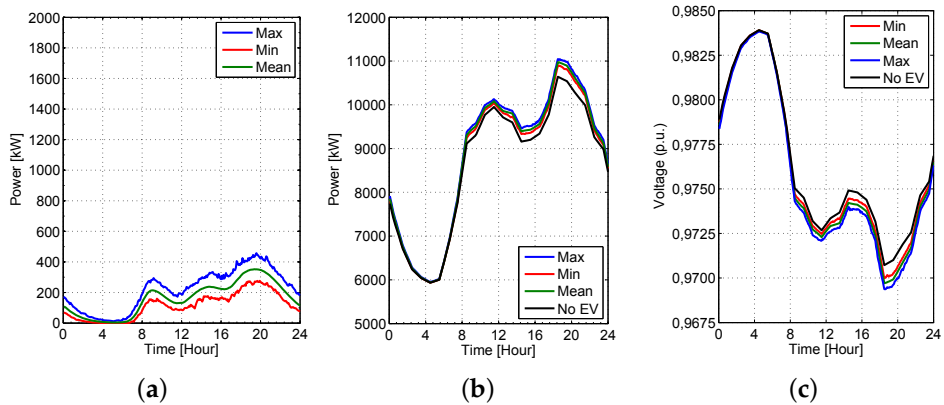 2000
1800
1600
1400
1200
1000
800
600
400
200
0
Power [kW]
0 4 8 12 16 20 24
Time [Hour]
Max
Min
Mean
(a)
12000
11000
10000
9000
8000
7000
6000
5000
Power [kW]
0 4 8 12 16 20 24
Time [Hour]
Max
Min
Mean
No EV
(b)
0,9850
0,9825
0,9800
0,9775
0,9750
0,9725
0,9700
0,9675
Voltage (p.u.)
0 4 8 12 16 20 24
Time [Hour]
Min
Mean
Max
No EV
(c)